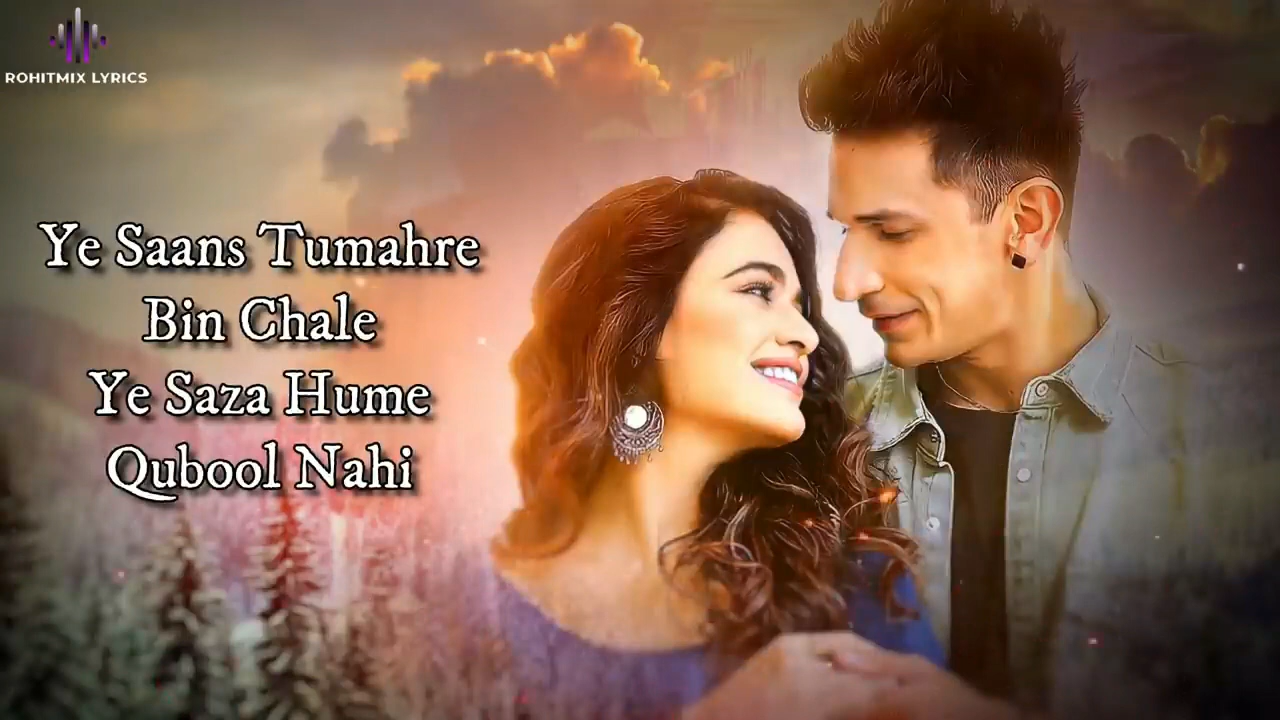 ROHITMIX LYRICS
Ye Saans Tumahre
Bin Chale
Ye Saza Hume
Qubool Nahi